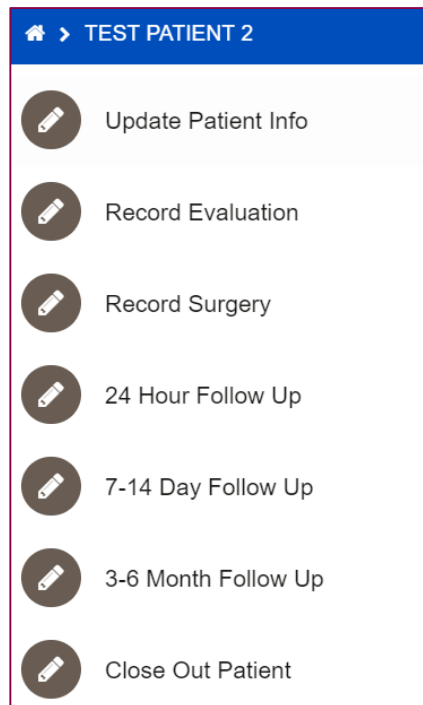 TEST PATIENT 2
Update Patient Info
Record Evaluation
Record Surgery
24 Hour Follow Up
7-14 Day Follow Up
3-6 Month Follow Up
Close Out Patient